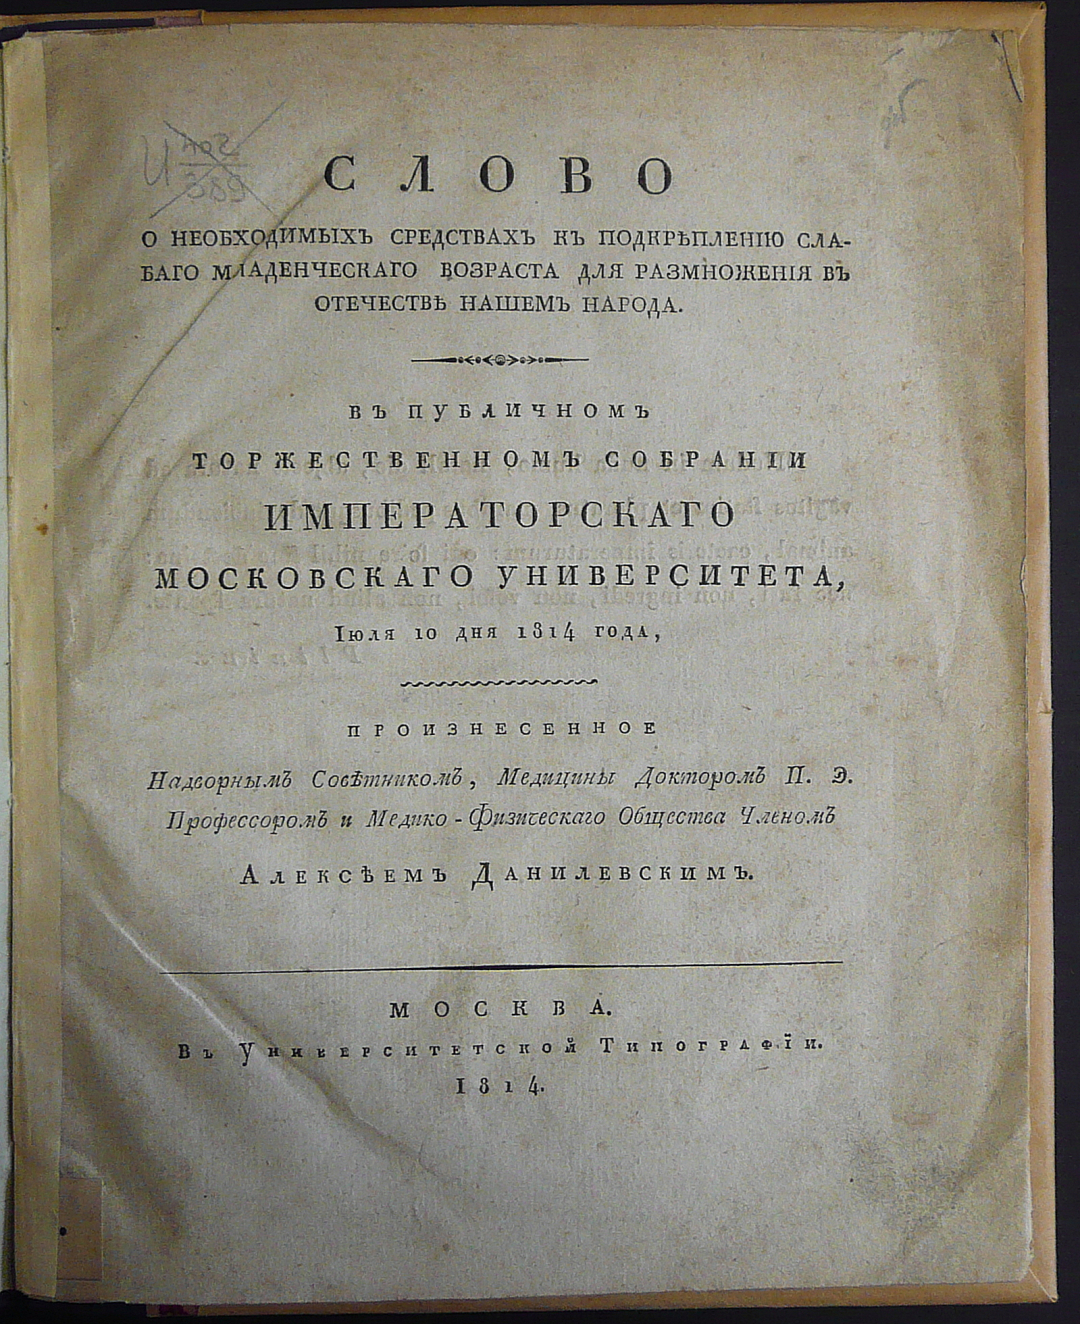 СЛОВО
О НЕОБХОДИМЫХЪ СРЕДСТВАХЪ КЪ ПОДКРѢПЛЕНІЮ СЛА-
БАГО МЛАДЕНЧЕСКАГО ВОЗРАСТА ДЛЯ РАЗМНОЖЕНІЯ ВЪ
ОТЕЧЕСТВѢ НАШЕМЪ НАРОДА.
ВЪ ПУБЛИЧНОМЪ
ТОРЖЕСТВЕННОМЪ СОБРАНІИ
ИМПЕРАТОРСКАГО
МОСКОВСКАГО УНИВЕРСИТЕТА,
Іюля 10 дня 1814 года,
ПРОИЗНЕСЕННОЕ
Надворнымъ Совѣтникомъ, Медицины Докторомъ П. Э.
Профессоромъ и Медико-Физическаго Общества Членомъ
Алексѣемъ Данилевскимъ.
МОСКВА.
Въ Университетской Типографїи.
1814.